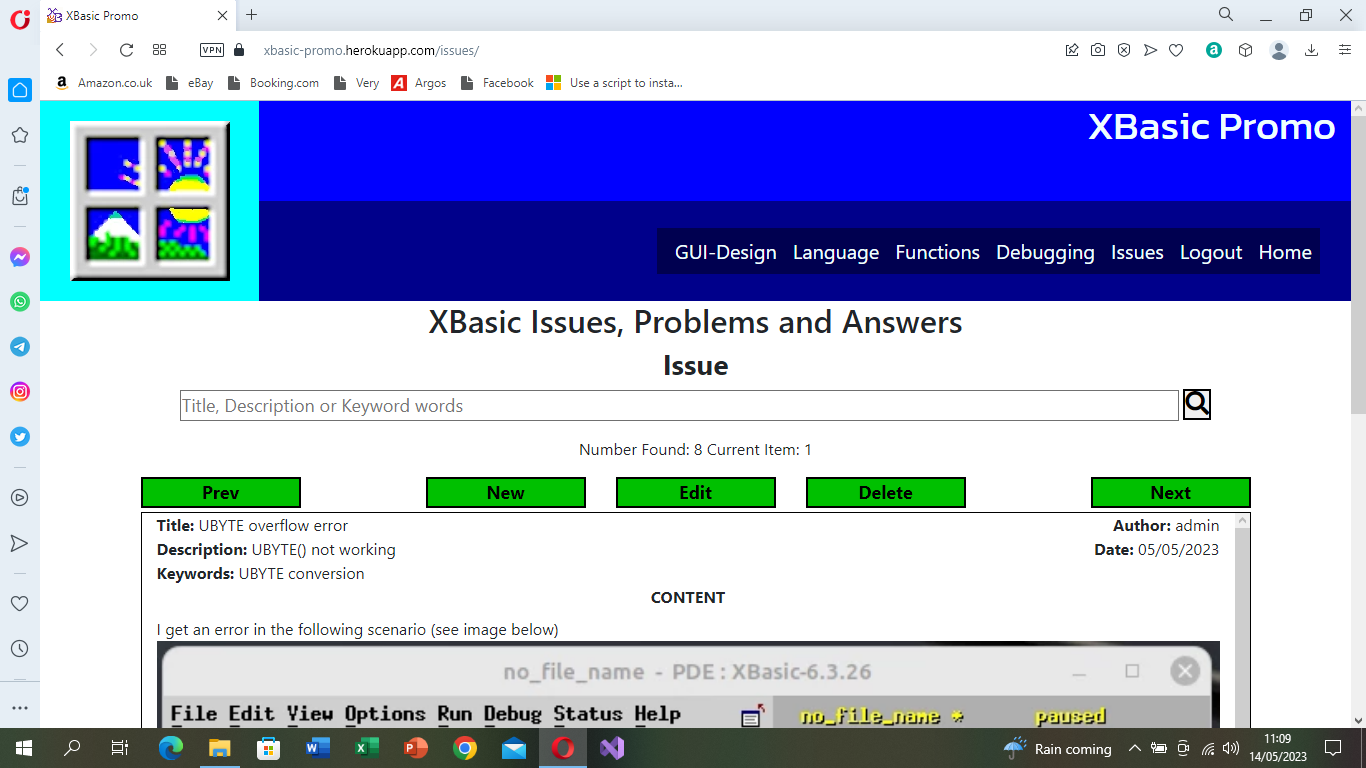 XBasic Promo
VPN
xbasic-promo.herokuapp.com/issues/
a Amazon.co.uk eBay Booking.com Very A Argos Facebook Use a script to insta...
XBasic Promo
GUI-Design Language Functions Debugging Issues Logout Home
XBasic Issues, Problems and Answers
Issue
Title, Description or Keyword words
Number Found: 8 Current Item: 1
Prev New Edit Delete Next
Title: UBYTE overflow error Author: admin
Description: UBYTE() not working Date: 05/05/2023
Keywords: UBYTE conversion
CONTENT
I get an error in the following scenario (see image below)
no_file_name - PDE : XBasic-6.3.26
File Edit View Options Run Debug Status Help no_file_name * paused
Rain coming 11:09
14/05/2023